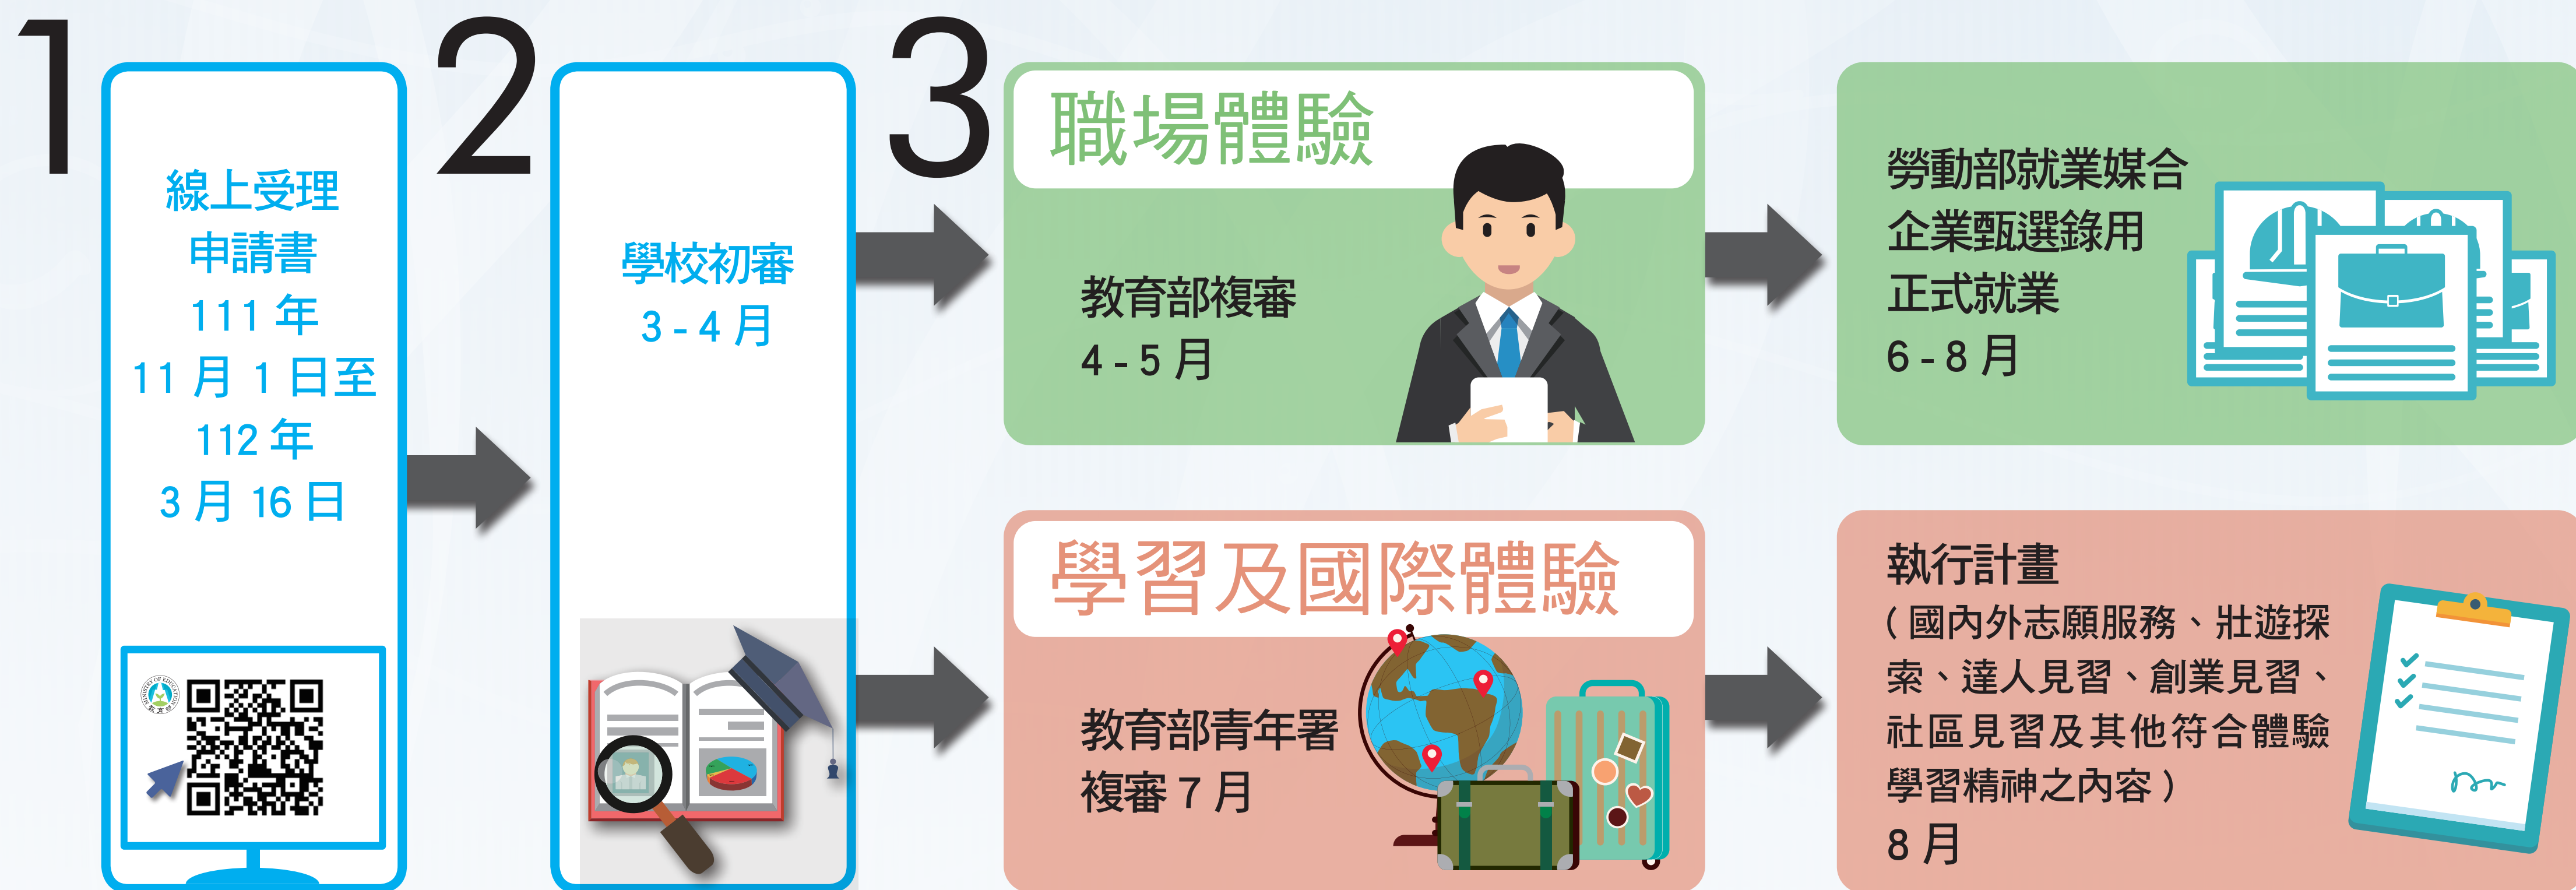 1
線上受理
申請書
111 年
11 月 1 日至
112 年
3 月 16 日
MINISTRY OF EDUCATION
教育部
2
學校初審
3 - 4 月
3
職場體驗
教育部複審
4 - 5 月
勞動部就業媒合
企業甄選錄用
正式就業
6 - 8 月
學習及國際體驗
教育部青年署
複審 7 月
執行計畫
( 國內外志願服務、壯遊探
索、達人見習、創業見習、
社區見習及其他符合體驗
學習精神之內容 )
8 月